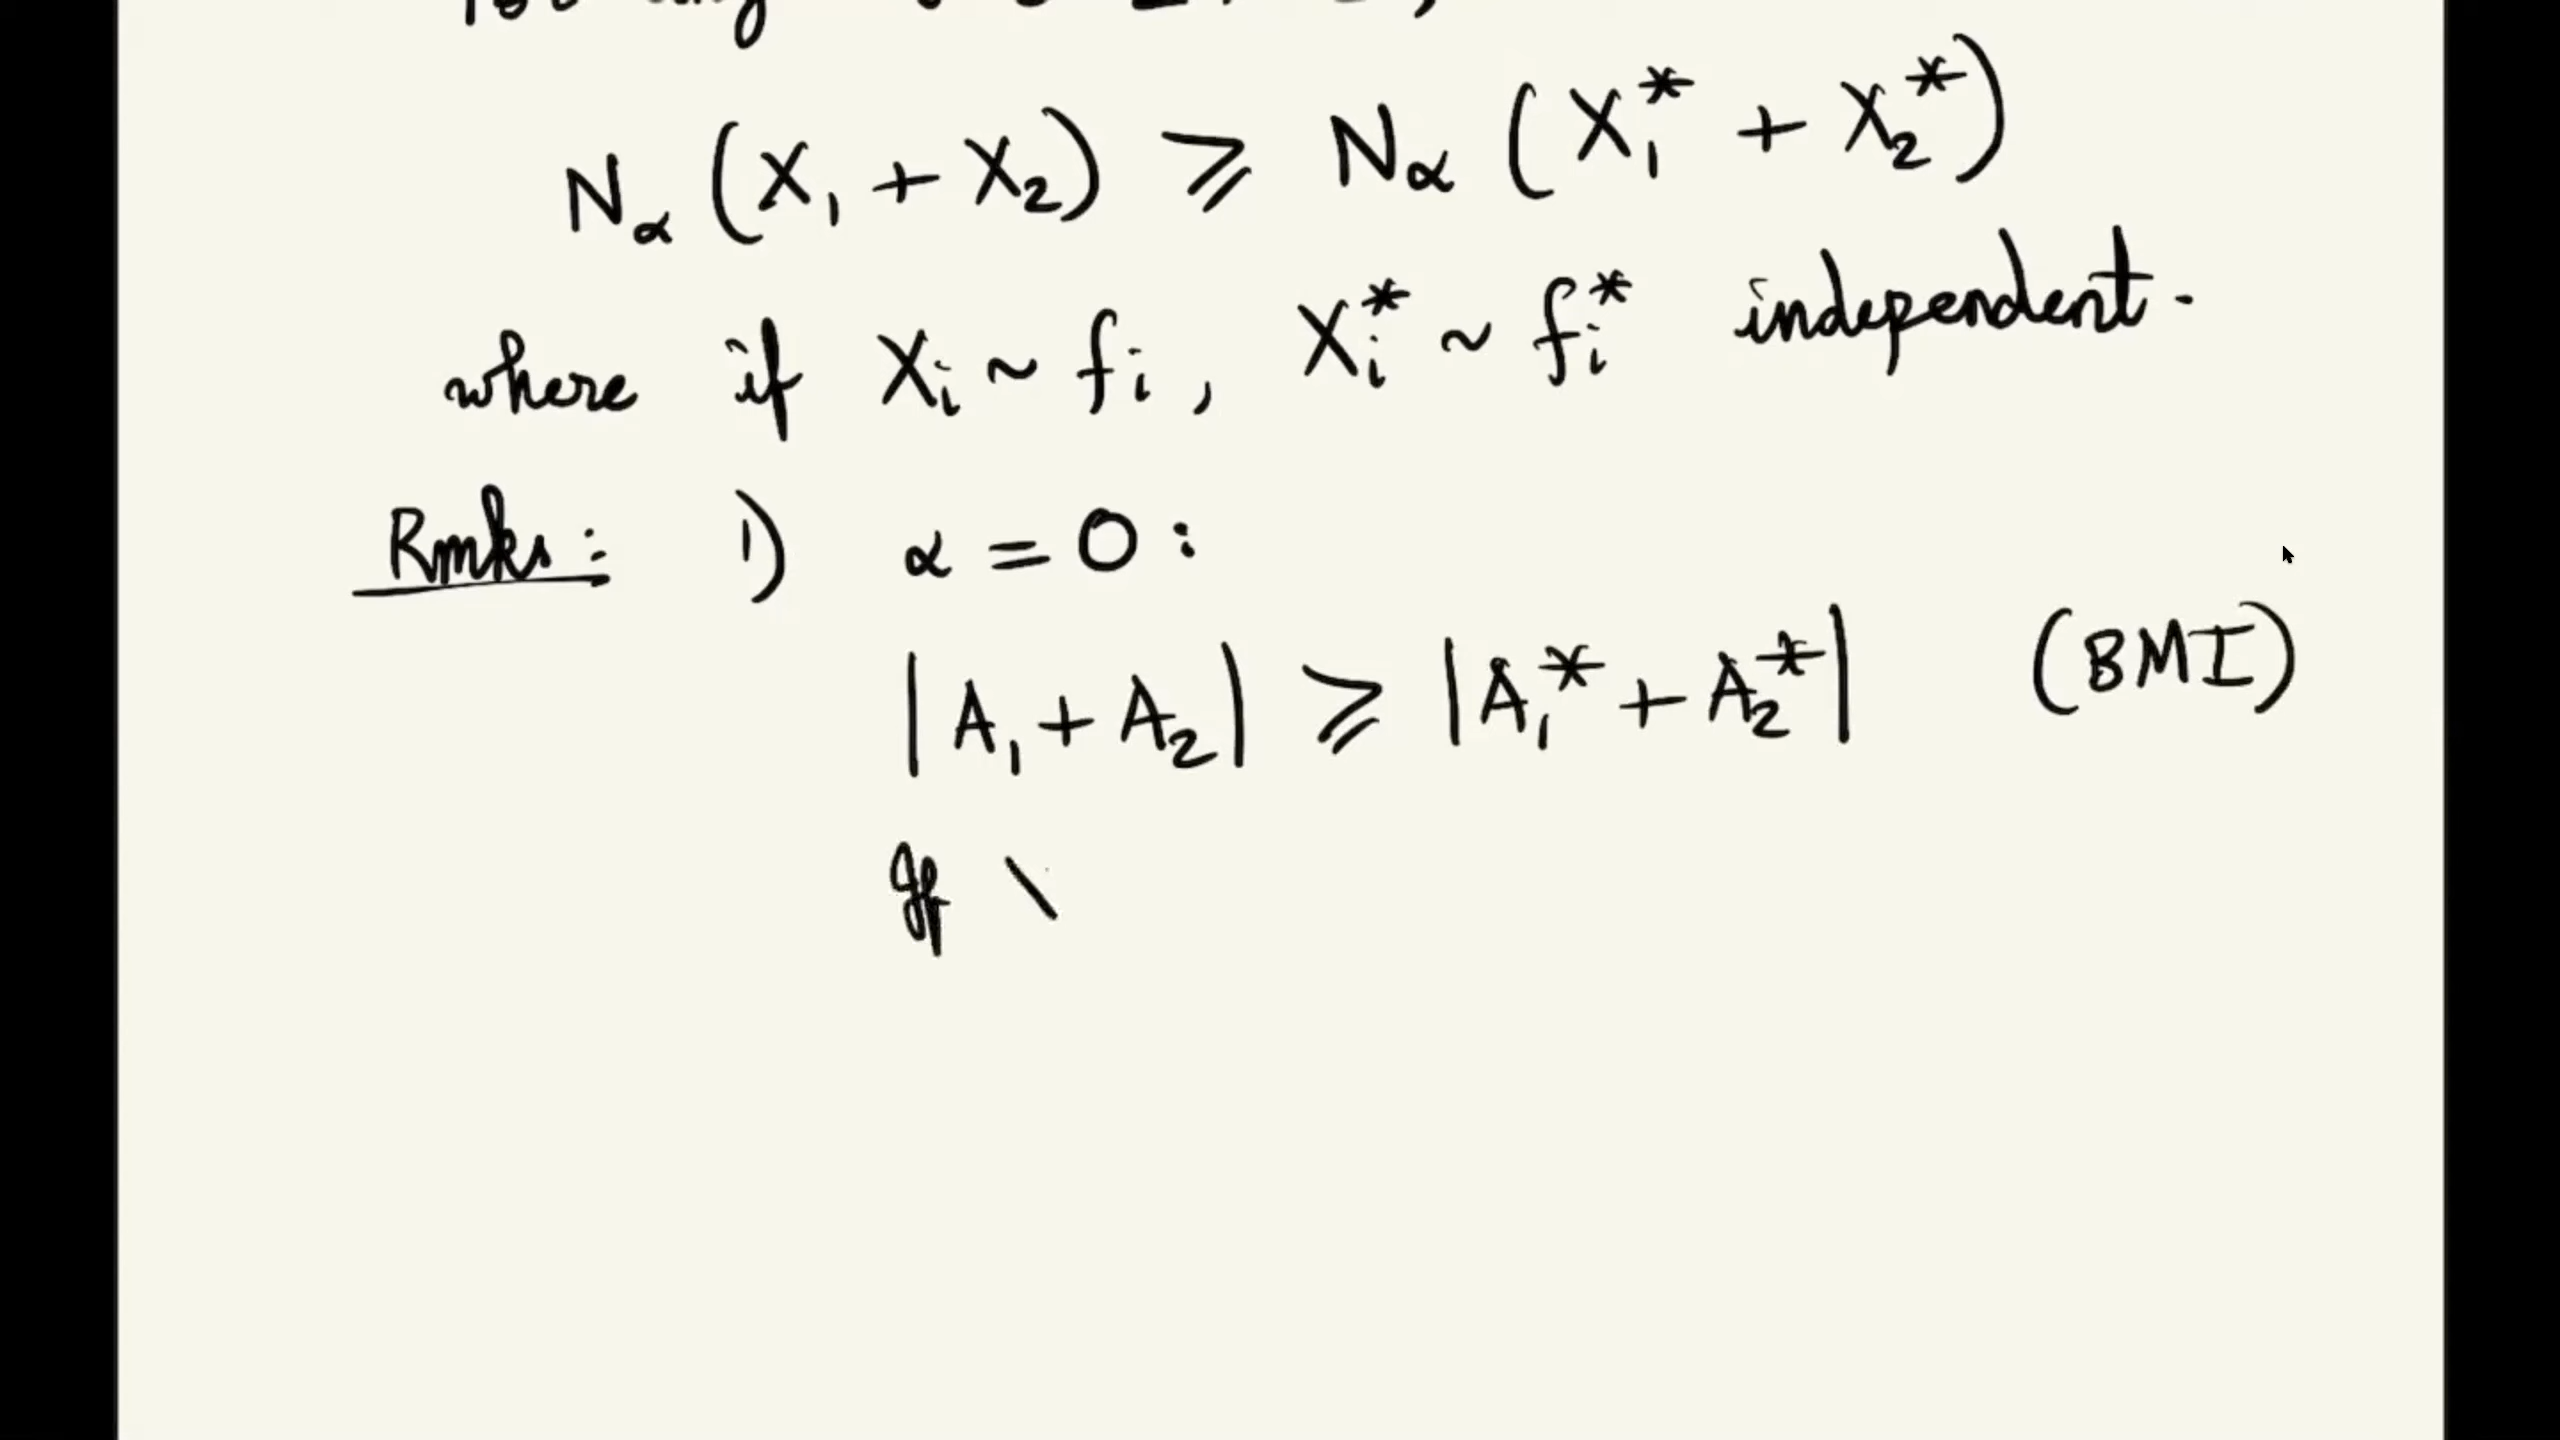 N_α (X_1 + X_2) ⩾ N_α (X_1^* + X_2^*)
where if X_i ~ f_i, X_i^* ~ f_i^* independent.
Rmks: 1) α = 0:
|A_1 + A_2| ⩾ |A_1^* + A_2^*| (BMI)
If